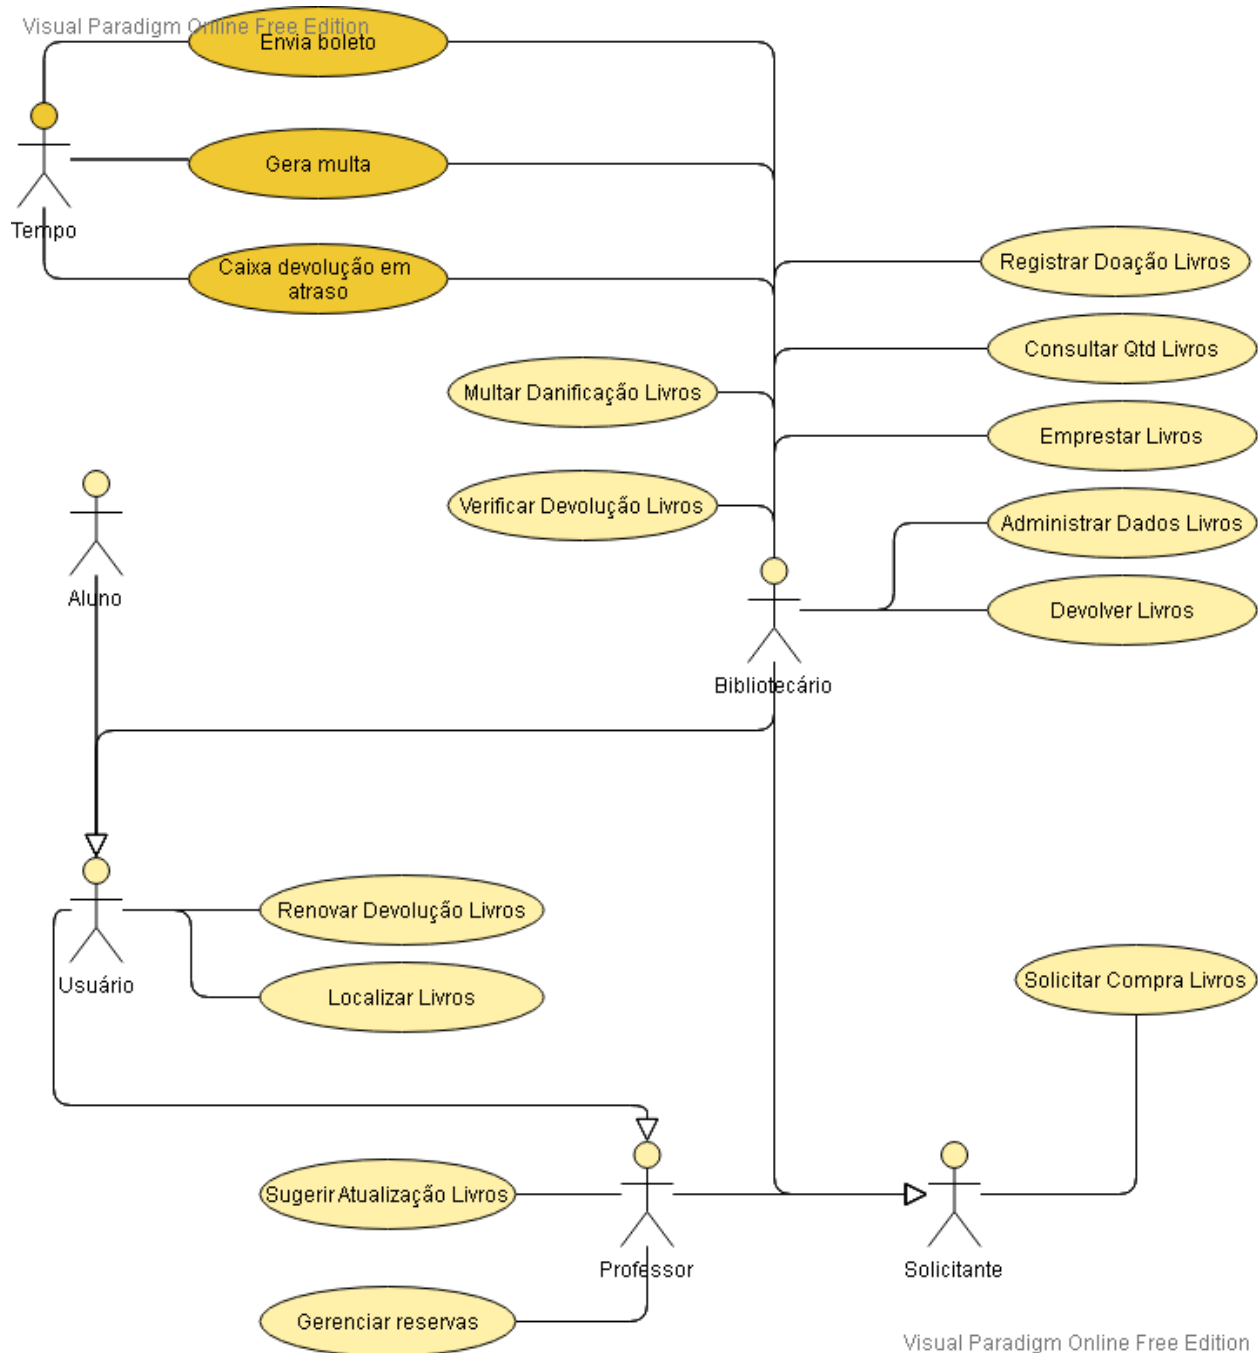 Visual Paradigm Online Free Edition
Envia boleto
Gera multa
Tempo
Caixa devolução em
atraso
Registrar Doação Livros
Consultar Qtd Livros
Multar Danificação Livros
Emprestar Livros
Verificar Devolução Livros
Administrar Dados Livros
Aluno
Devolver Livros
Bibliotecário
Renovar Devolução Livros
Usuário
Localizar Livros
Solicitar Compra Livros
Sugerir Atualização Livros
Professor
Solicitante
Gerenciar reservas
Visual Paradigm Online Free Edition